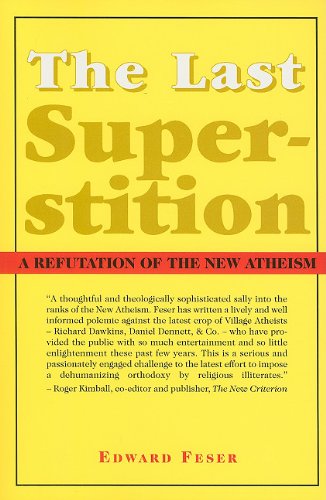 The Last
Super-
stition
A REFUTATION OF THE NEW ATHEISM
“A thoughtful and theologically sophisticated sally into the
ranks of the New Atheism. Feser has written a lively and well
informed polemic against the latest crop of Village Atheists
– Richard Dawkins, Daniel Dennett, & Co. – who have pro-
vided the public with so much entertainment and so little
enlightenment these past few years. This is a serious and
passionately engaged challenge to the latest effort to impose
a dehumanizing orthodoxy by religious illiterates.”
– Roger Kimball, co-editor and publisher, The New Criterion
EDWARD FESER